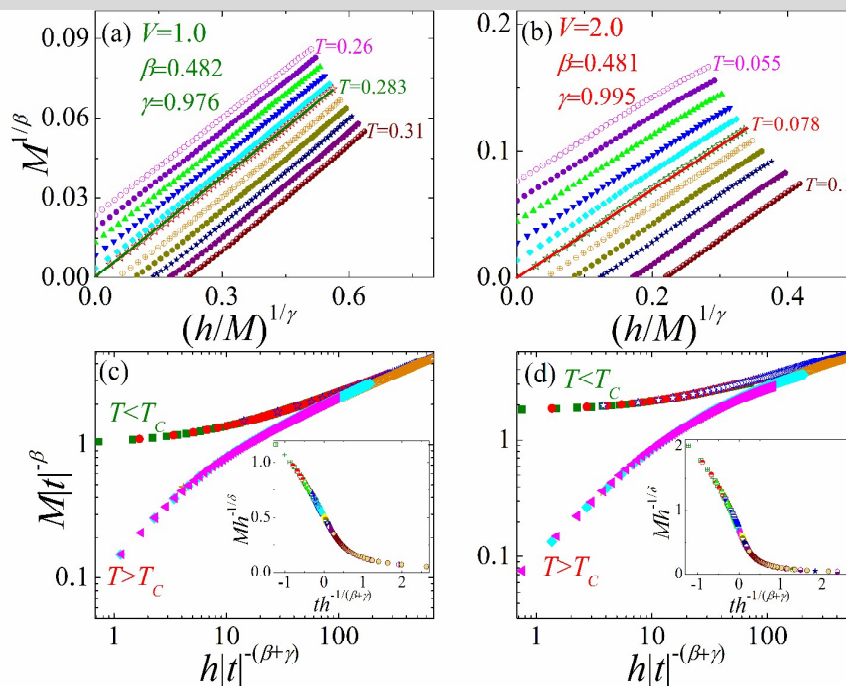 (a)
V=1.0
β=0.482
γ=0.976
T=0.26
T=0.283
T=0.31
M^{1/β}
0.09
0.06
0.03
0.00
0.0
0.3
0.6
(h/M)^{1/γ}
(b)
V=2.0
β=0.481
γ=0.995
T=0.055
T=0.078
T=0.
0.2
0.1
0.0
0.0
0.2
0.4
(h/M)^{1/γ}
(c)
T<T_C
T>T_C
M|t|^{-β}
1
0.1
1
10
100
h|t|^{-(β+γ)}
Mh^{-1/δ}
1.0
0.5
0.0
-1
0
1
2
th^{-1/(β+γ)}
(d)
T<T_C
T>T_C
1
0.1
1
10
100
h|t|^{-(β+γ)}
Mh^{-1/δ}
2
1
0
-1
0
1
2
th^{-1/(β+γ)}